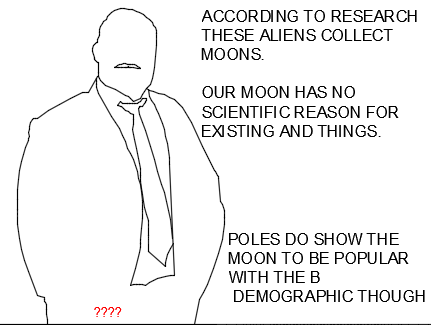 ACCORDING TO RESEARCH
THESE ALIENS COLLECT
MOONS.
OUR MOON HAS NO
SCIENTIFIC REASON FOR
EXISTING AND THINGS.
POLES DO SHOW THE
MOON TO BE POPULAR
WITH THE B
DEMOGRAPHIC THOUGH
????